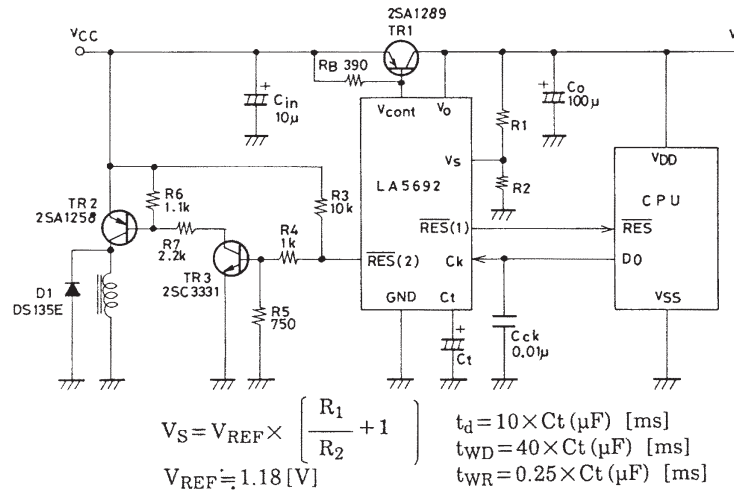 2SA1289
TR1
VCC
V
RB 390
+
Cin
10µ
+
Co
100µ
R1
Vcont
Vo
Vs
R2
LA5692
VDD
CPU
TR2
2SA1258
R6
1.1k
R3
10k
R4
1k
R7
2.2k
RES(1)
RES
RES(2)
Ck
DO
TR3
2SC3331
D1
DS135E
R5
750
GND
Ct
VSS
+
Ct
Cck
0.01µ
VS=VREF×[R1/R2+1]
VREF≒1.18[V]
td=10×Ct(µF) [ms]
tWD=40×Ct(µF) [ms]
tWR=0.25×Ct(µF) [ms]